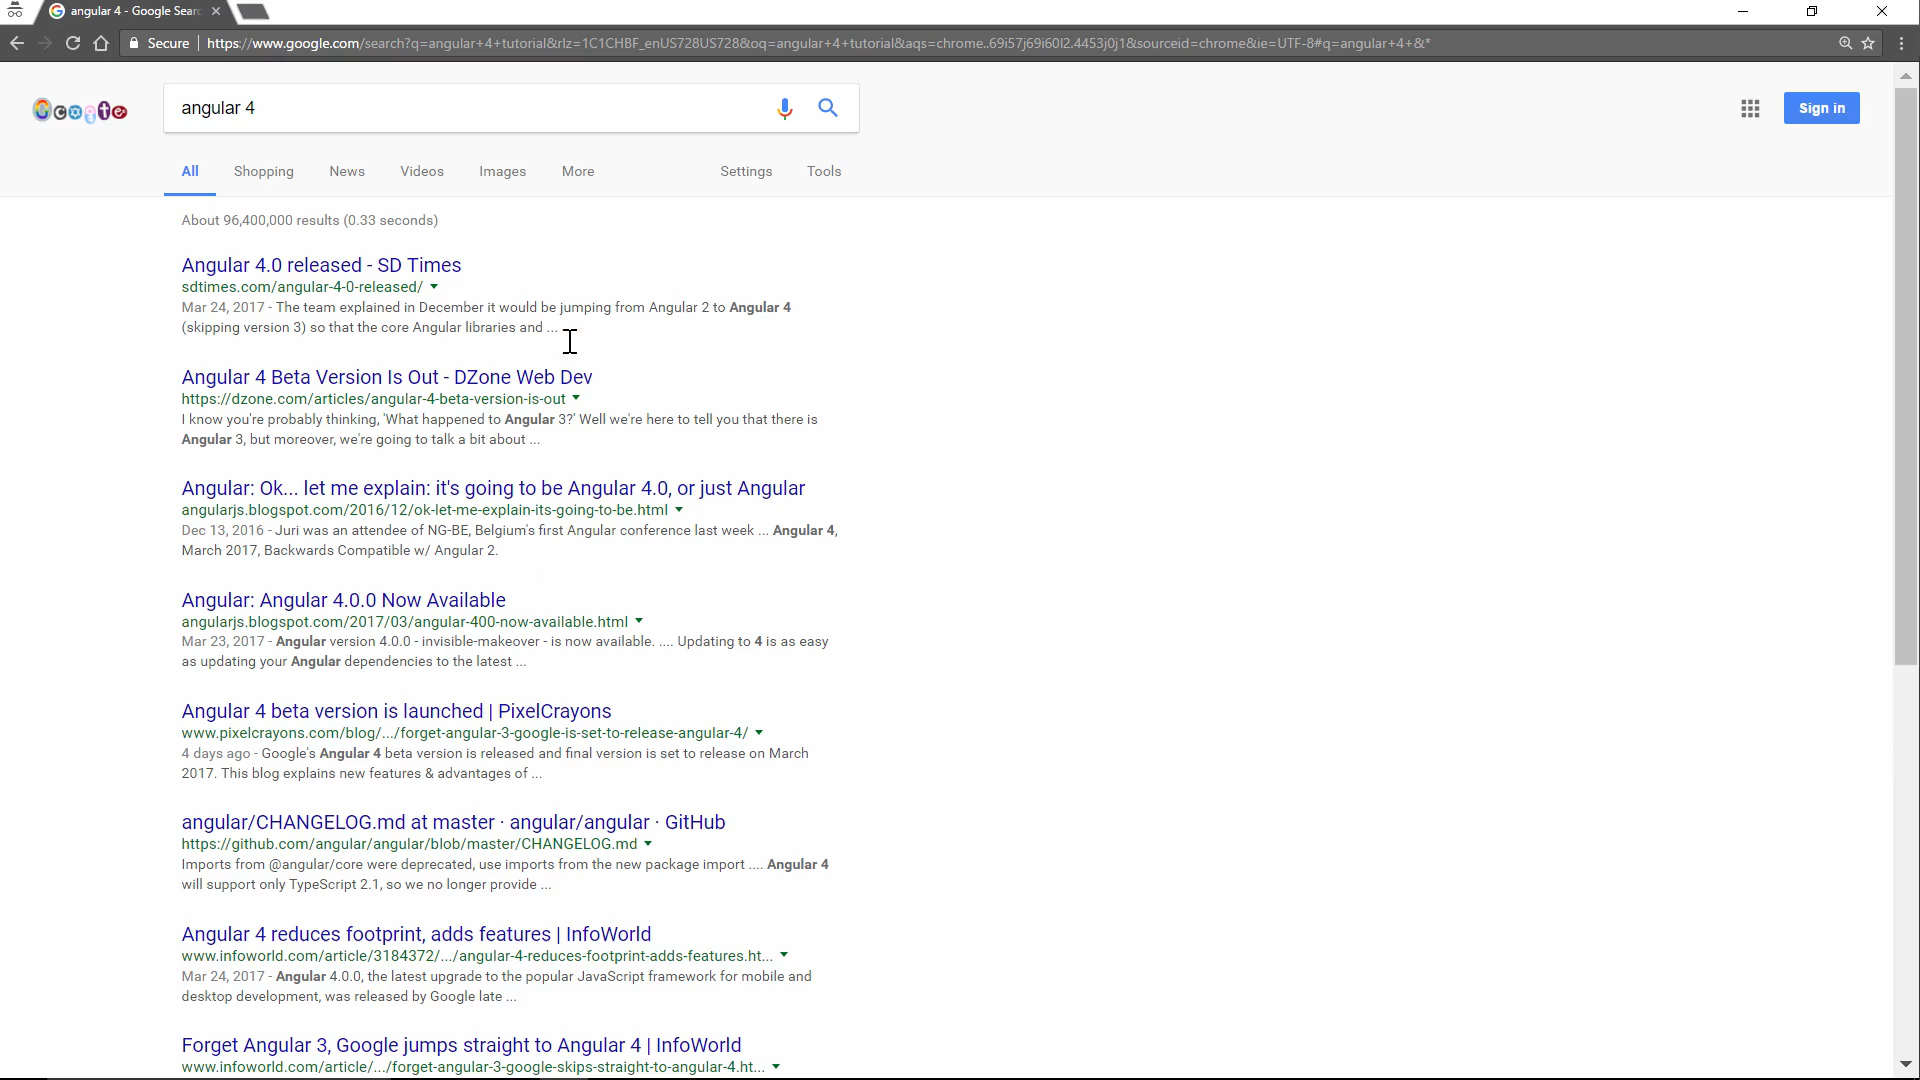 angular 4 - Google Sear
Secure
https://www.google.com/search?q=angular+4+tutorial&rlz=1C1CHBF_enUS728US728&oq=angular+4+tutorial&aqs=chrome..69i57j69i60l2.4453j0j1&sourceid=chrome&ie=UTF-8#q=angular+4+&*
angular 4
Sign in
All Shopping News Videos Images More Settings Tools
About 96,400,000 results (0.33 seconds)
Angular 4.0 released - SD Times
sdtimes.com/angular-4-0-released/
Mar 24, 2017 - The team explained in December it would be jumping from Angular 2 to Angular 4
(skipping version 3) so that the core Angular libraries and ...
Angular 4 Beta Version Is Out - DZone Web Dev
https://dzone.com/articles/angular-4-beta-version-is-out
I know you're probably thinking, 'What happened to Angular 3?' Well we're here to tell you that there is
Angular 3, but moreover, we're going to talk a bit about ...
Angular: Ok... let me explain: it's going to be Angular 4.0, or just Angular
angularjs.blogspot.com/2016/12/ok-let-me-explain-its-going-to-be.html
Dec 13, 2016 - Juri was an attendee of NG-BE, Belgium's first Angular conference last week ... Angular 4,
March 2017, Backwards Compatible w/ Angular 2.
Angular: Angular 4.0.0 Now Available
angularjs.blogspot.com/2017/03/angular-400-now-available.html
Mar 23, 2017 - Angular version 4.0.0 - invisible-makeover - is now available. .... Updating to 4 is as easy
as updating your Angular dependencies to the latest ...
Angular 4 beta version is launched | PixelCrayons
www.pixelcrayons.com/blog/.../forget-angular-3-google-is-set-to-release-angular-4/
4 days ago - Google's Angular 4 beta version is released and final version is set to release on March
2017. This blog explains new features & advantages of ...
angular/CHANGELOG.md at master · angular/angular · GitHub
https://github.com/angular/angular/blob/master/CHANGELOG.md
Imports from @angular/core were deprecated, use imports from the new package import .... Angular 4
will support only TypeScript 2.1, so we no longer provide ...
Angular 4 reduces footprint, adds features | InfoWorld
www.infoworld.com/article/3184372/.../angular-4-reduces-footprint-adds-features.ht...
Mar 24, 2017 - Angular 4.0.0, the latest upgrade to the popular JavaScript framework for mobile and
desktop development, was released by Google late ...
Forget Angular 3, Google jumps straight to Angular 4 | InfoWorld
www.infoworld.com/article/.../forget-angular-3-google-skips-straight-to-angular-4.ht...